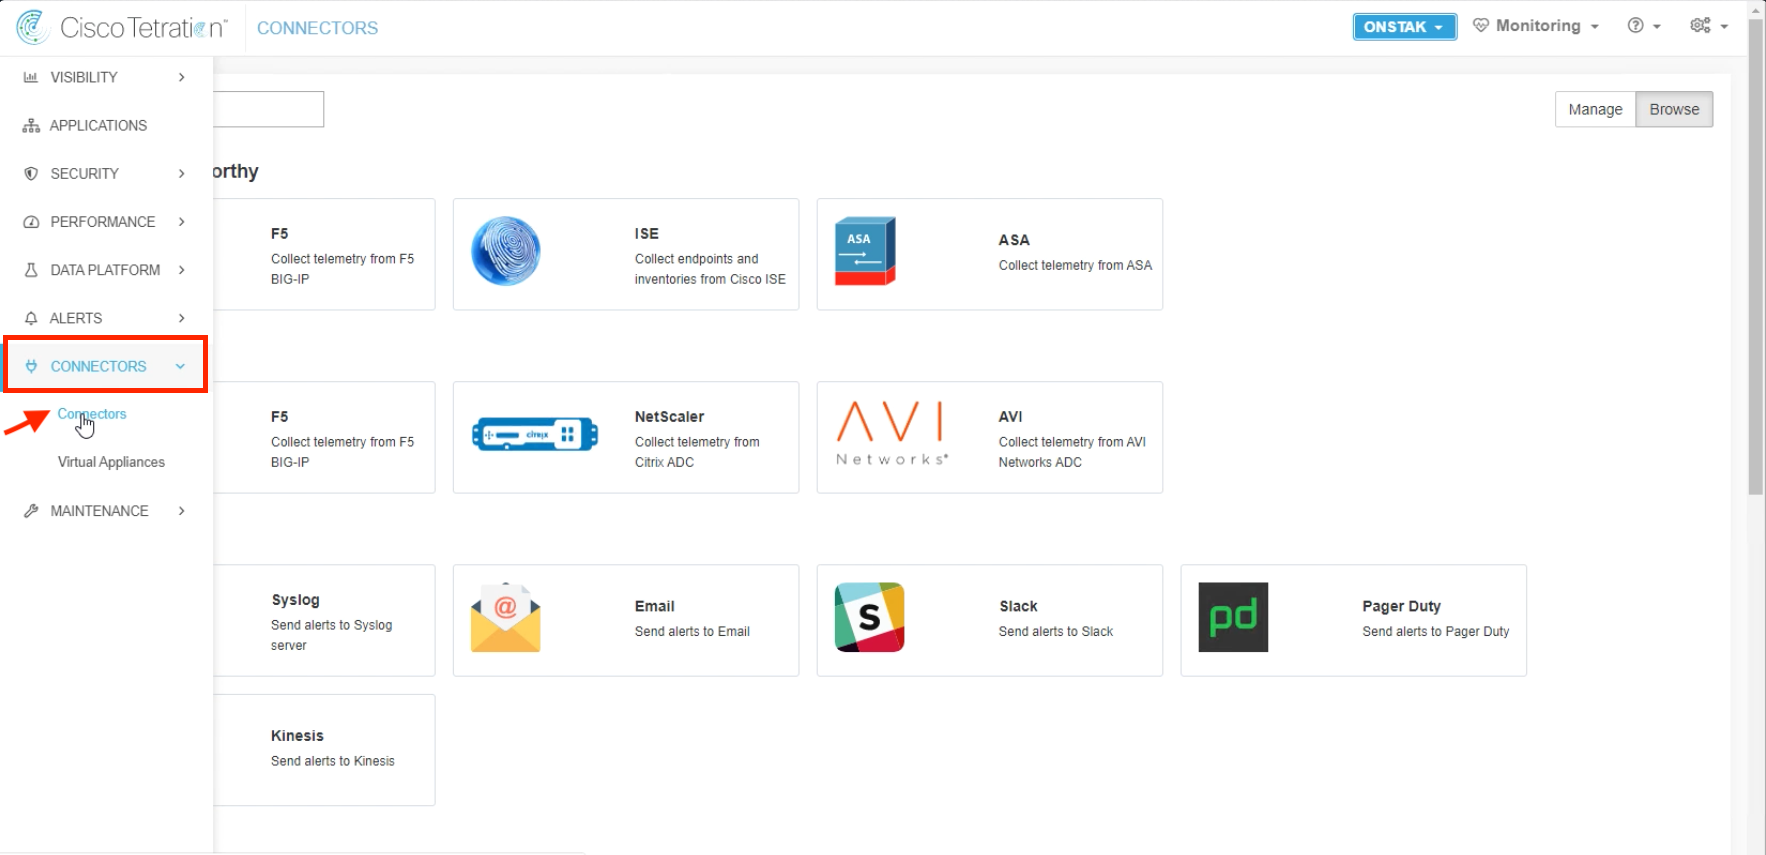 Cisco Tetration™
CONNECTORS
ONSTAK
Monitoring
VISIBILITY
APPLICATIONS
SECURITY
PERFORMANCE
DATA PLATFORM
ALERTS
CONNECTORS
Connectors
Virtual Appliances
MAINTENANCE
Manage
Browse
orthy
F5
Collect telemetry from F5
BIG-IP
ISE
Collect endpoints and
inventories from Cisco ISE
ASA
ASA
Collect telemetry from ASA
F5
Collect telemetry from F5
BIG-IP
citrix
NetScaler
Collect telemetry from
Citrix ADC
AVI
Networks
AVI
Collect telemetry from AVI
Networks ADC
Syslog
Send alerts to Syslog
server
@
Email
Send alerts to Email
S
Slack
Send alerts to Slack
pd
Pager Duty
Send alerts to Pager Duty
Kinesis
Send alerts to Kinesis